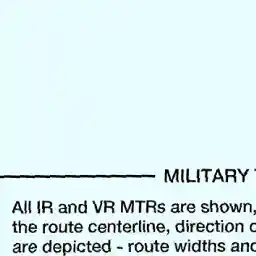 MILITARY
All IR and VR MTRs are shown,
the route centerline, direction
are depicted - route widths and